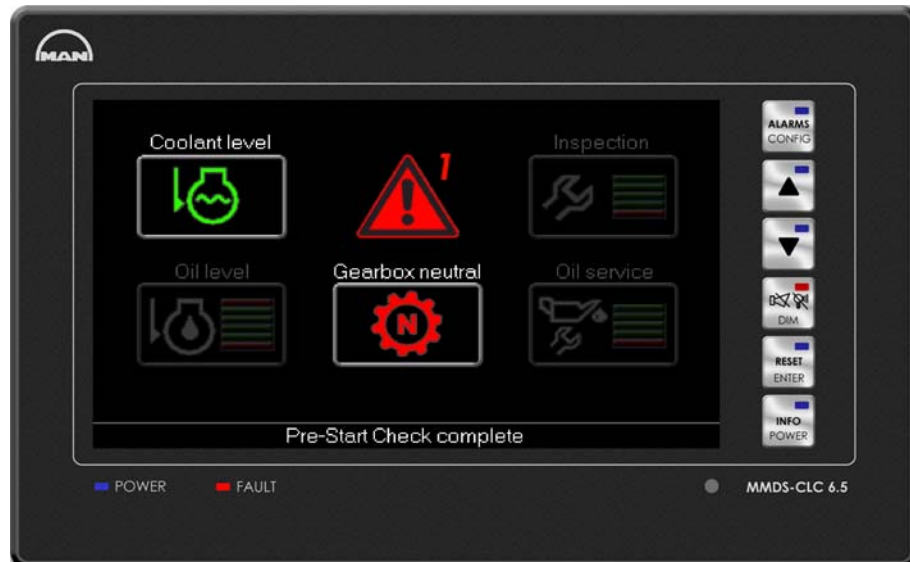 MAN
Coolant level
1
Inspection
Oil level
Gearbox neutral
N
Oil service
Pre-Start Check complete
ALARMS
CONFIG
DIM
RESET
ENTER
INFO
POWER
POWER
FAULT
MMDS-CLC 6.5